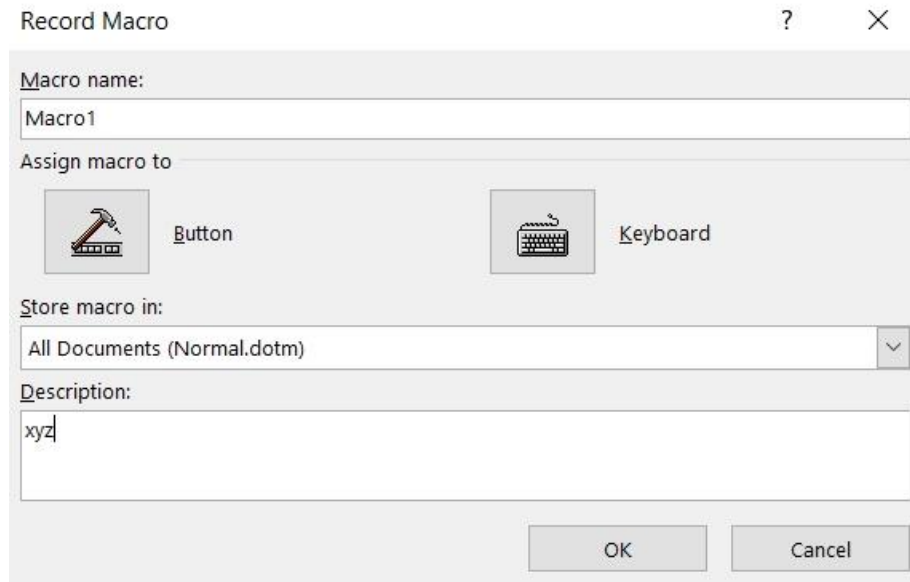 Record Macro ? ×
Macro name:
Macro1
Assign macro to
Button Keyboard
Store macro in:
All Documents (Normal.dotm)
Description:
xyz
OK Cancel